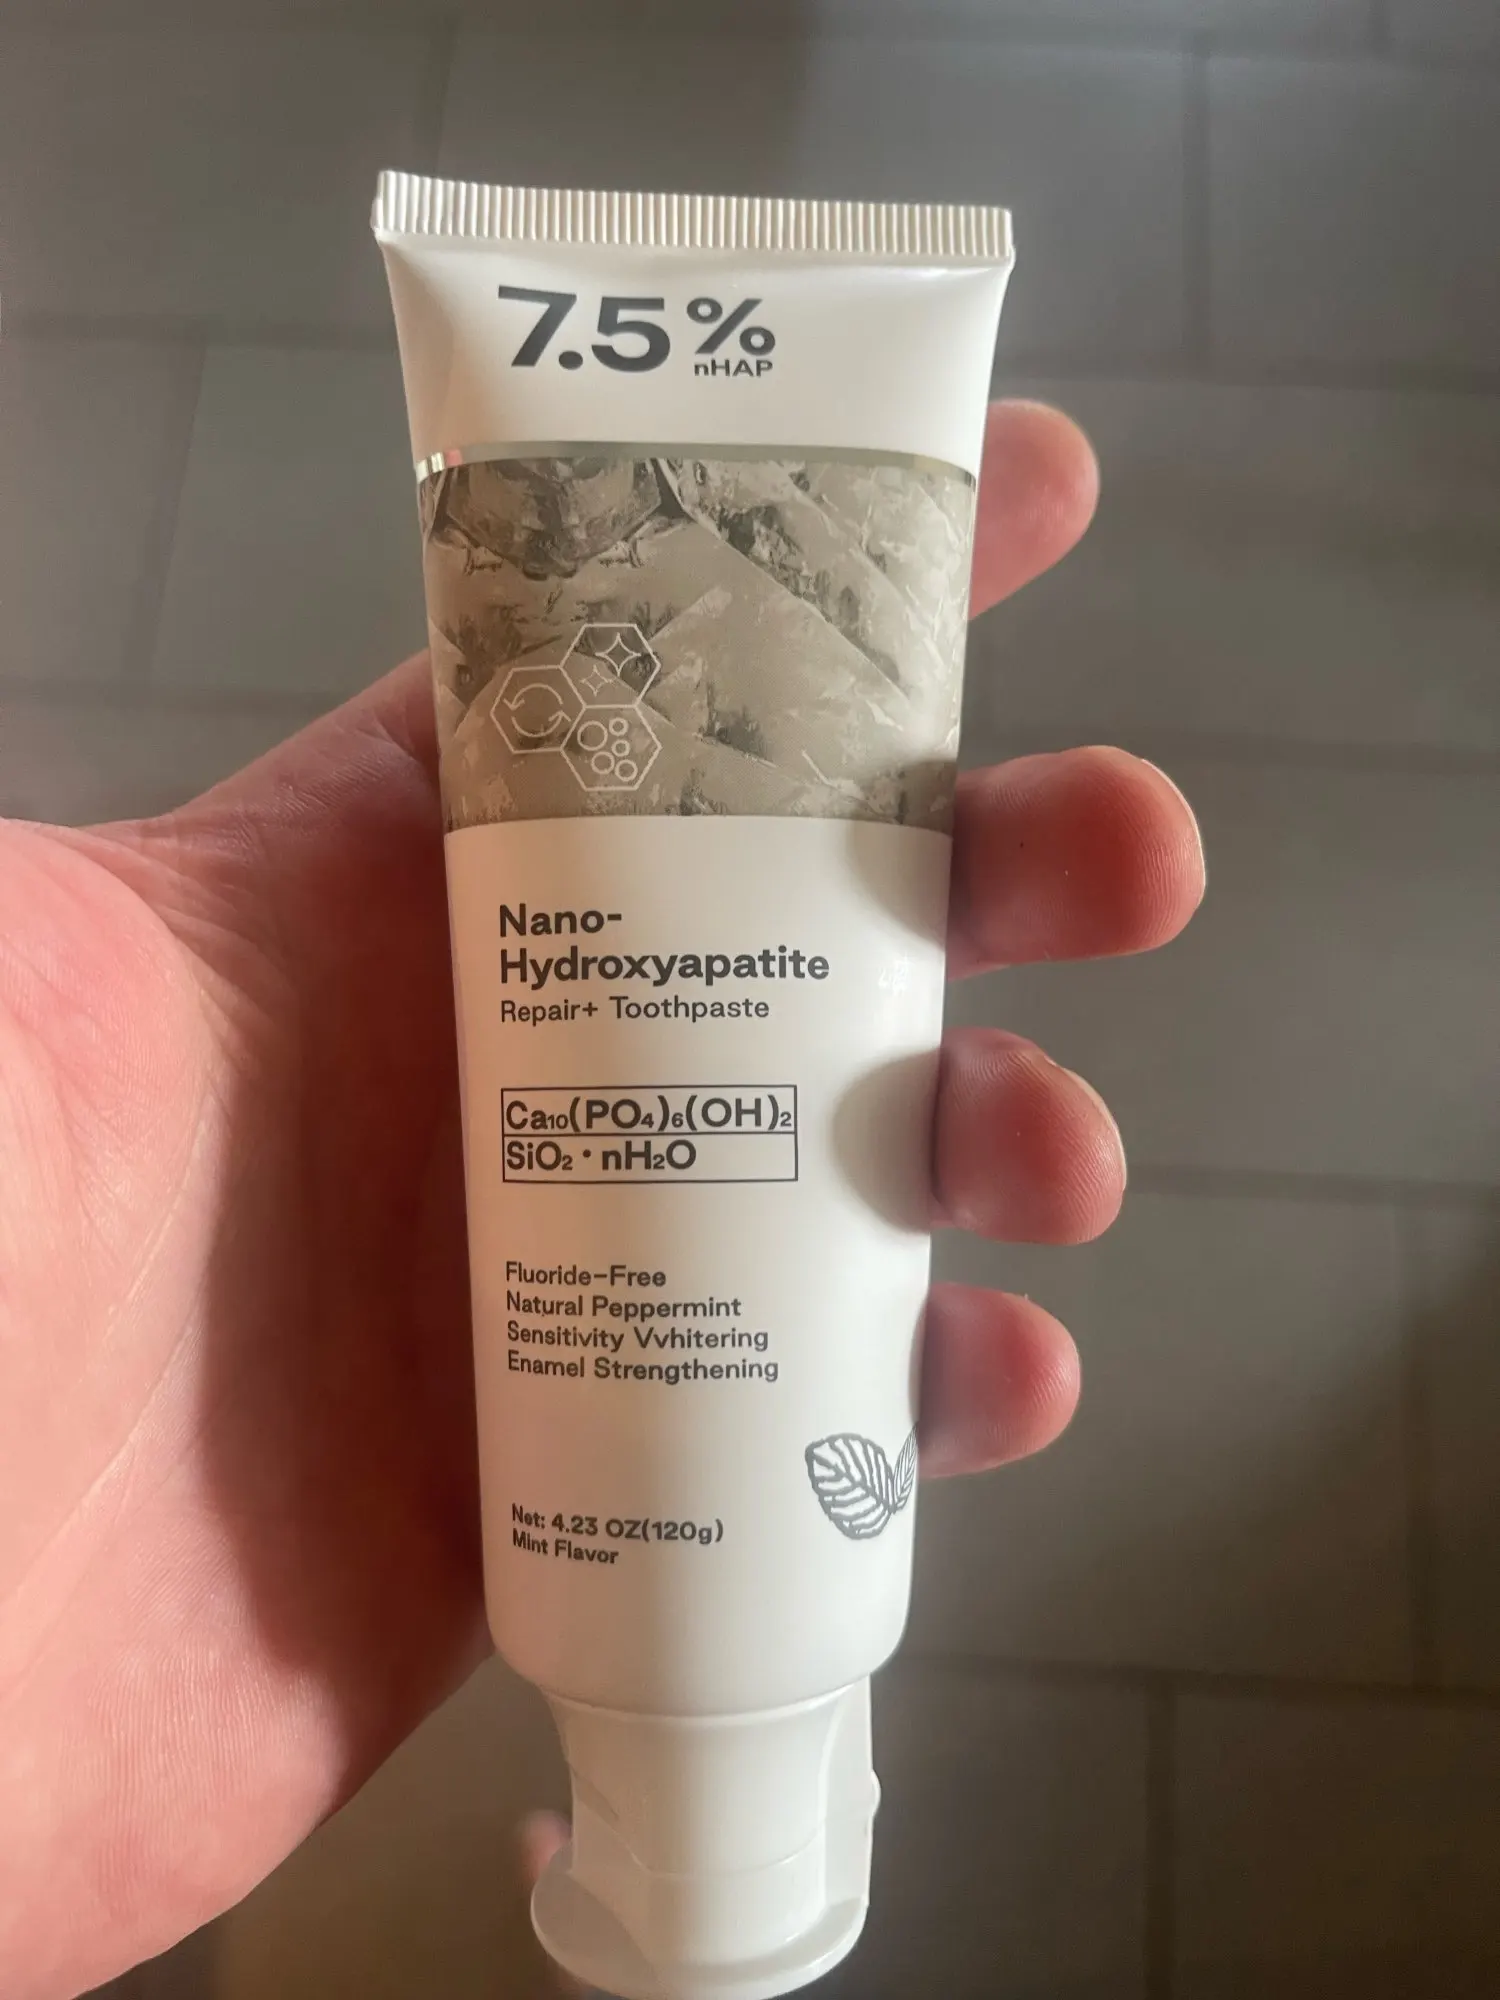 7.5%
nHAP
Nano-
Hydroxyapatite
Repair+ Toothpaste
Ca₁₀(PO₄)₆(OH)₂
SiO₂ • nH₂O
Fluoride-Free
Natural Peppermint
Sensitivity Vvhitering
Enamel Strengthening
Net: 4.23 OZ(120g)
Mint Flavor